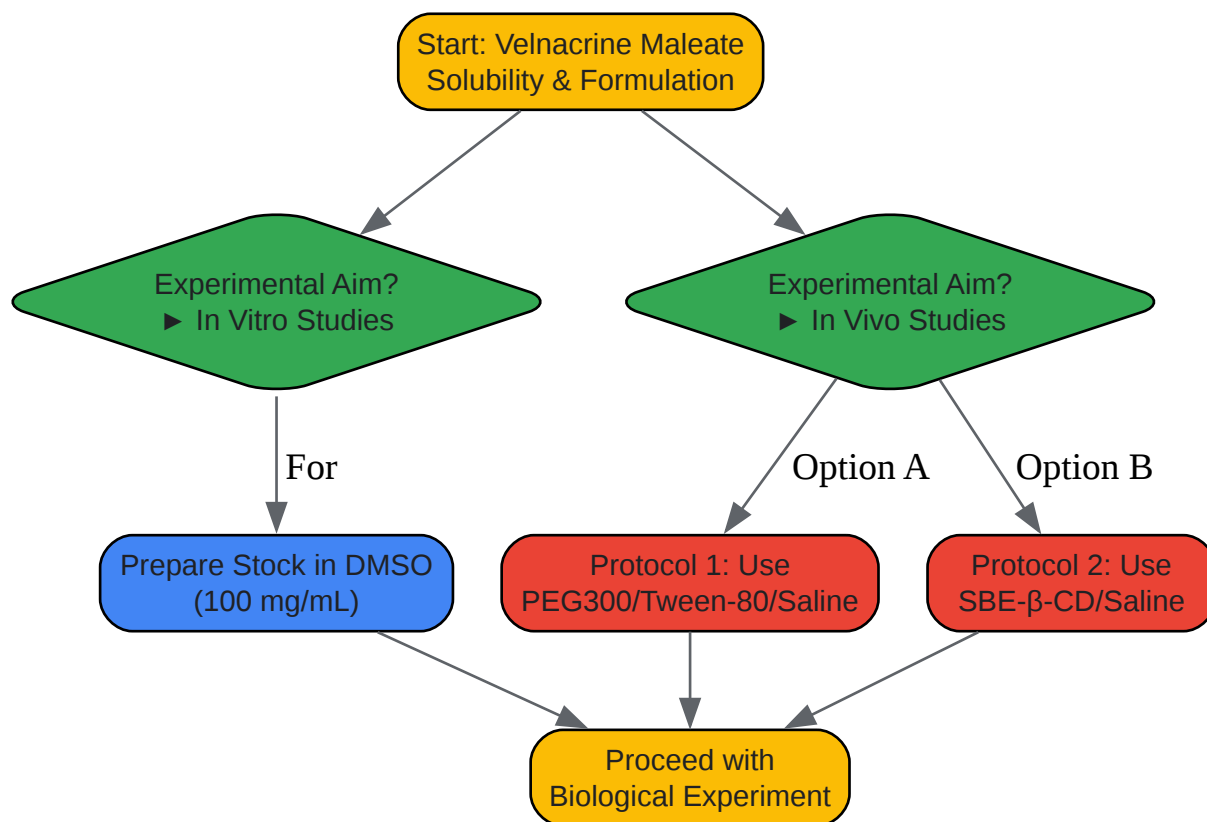 Start: Velnacrine Maleate
Solubility & Formulation
Experimental Aim?
► In Vitro Studies
Experimental Aim?
► In Vivo Studies
For
Option A
Option B
Prepare Stock in DMSO
(100 mg/mL)
Protocol 1: Use
PEG300/Tween-80/Saline
Protocol 2: Use
SBE-β-CD/Saline
Proceed with
Biological Experiment